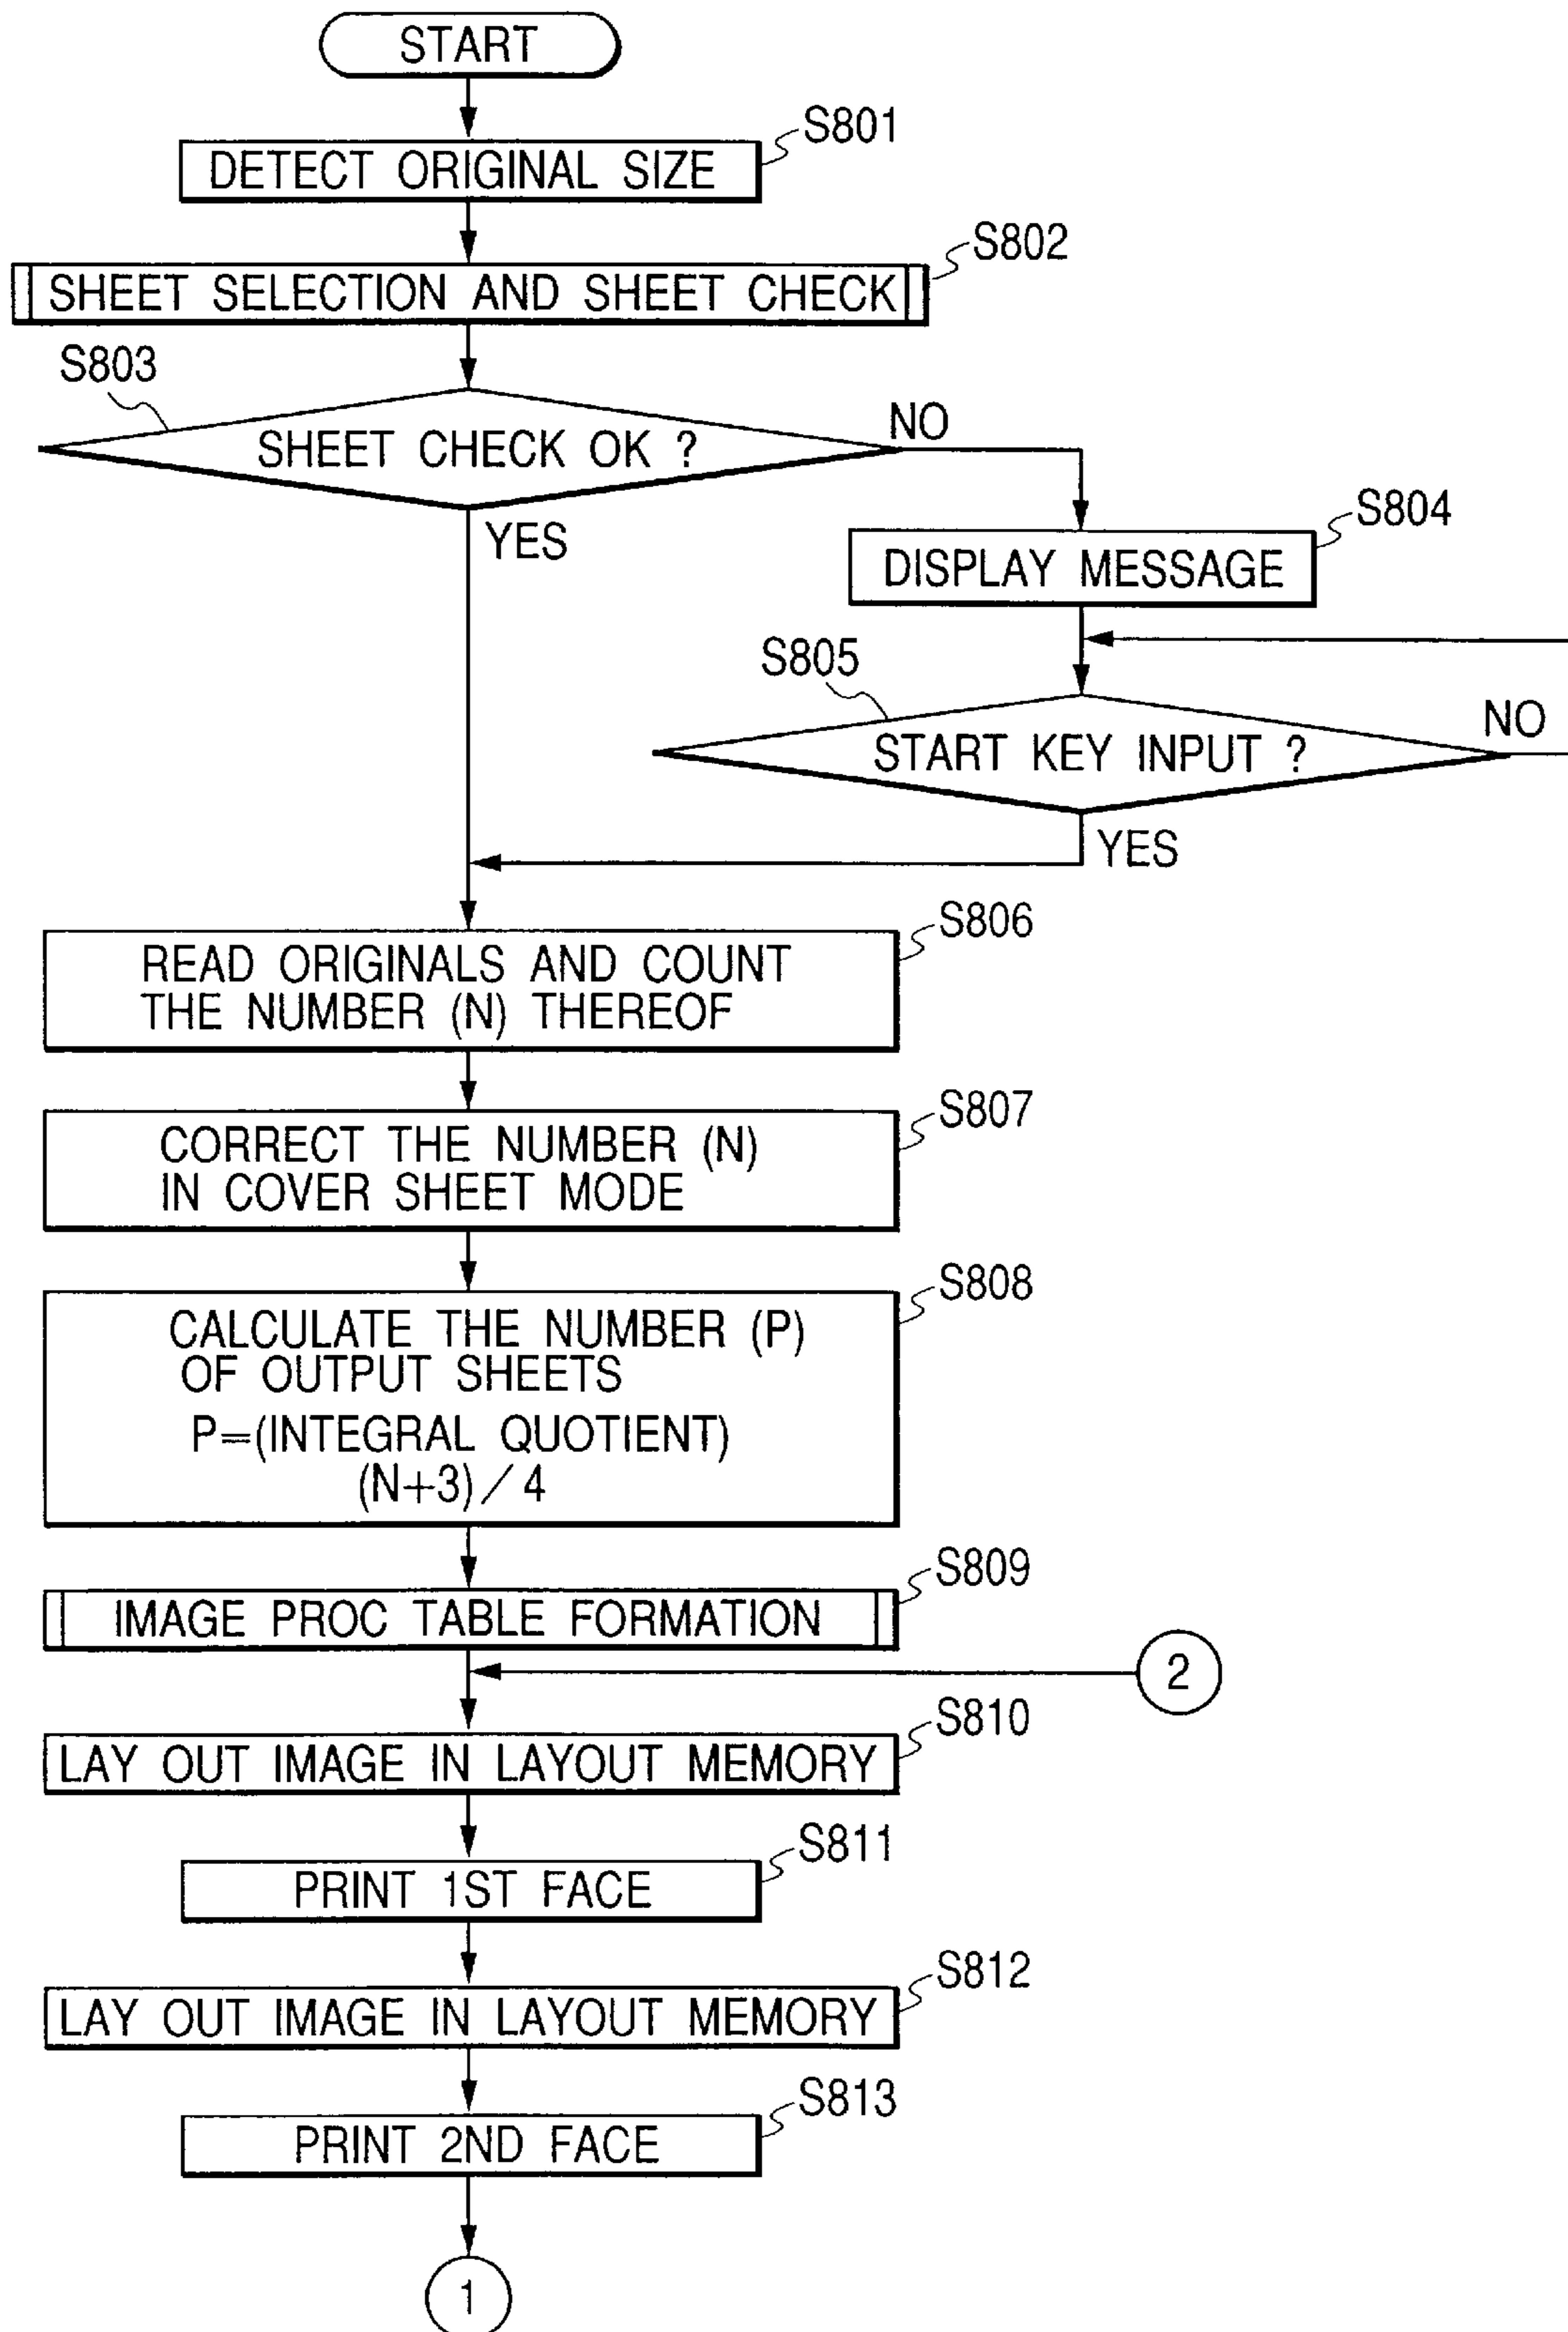 START
S801
DETECT ORIGINAL SIZE
S802
SHEET SELECTION AND SHEET CHECK
S803
SHEET CHECK OK ?
NO
YES
S804
DISPLAY MESSAGE
S805
START KEY INPUT ?
NO
YES
S806
READ ORIGINALS AND COUNT
THE NUMBER (N) THEREOF
S807
CORRECT THE NUMBER (N)
IN COVER SHEET MODE
S808
CALCULATE THE NUMBER (P)
OF OUTPUT SHEETS
P=(INTEGRAL QUOTIENT)
(N+3)/4
S809
IMAGE PROC TABLE FORMATION
2
S810
LAY OUT IMAGE IN LAYOUT MEMORY
S811
PRINT 1ST FACE
S812
LAY OUT IMAGE IN LAYOUT MEMORY
S813
PRINT 2ND FACE
1